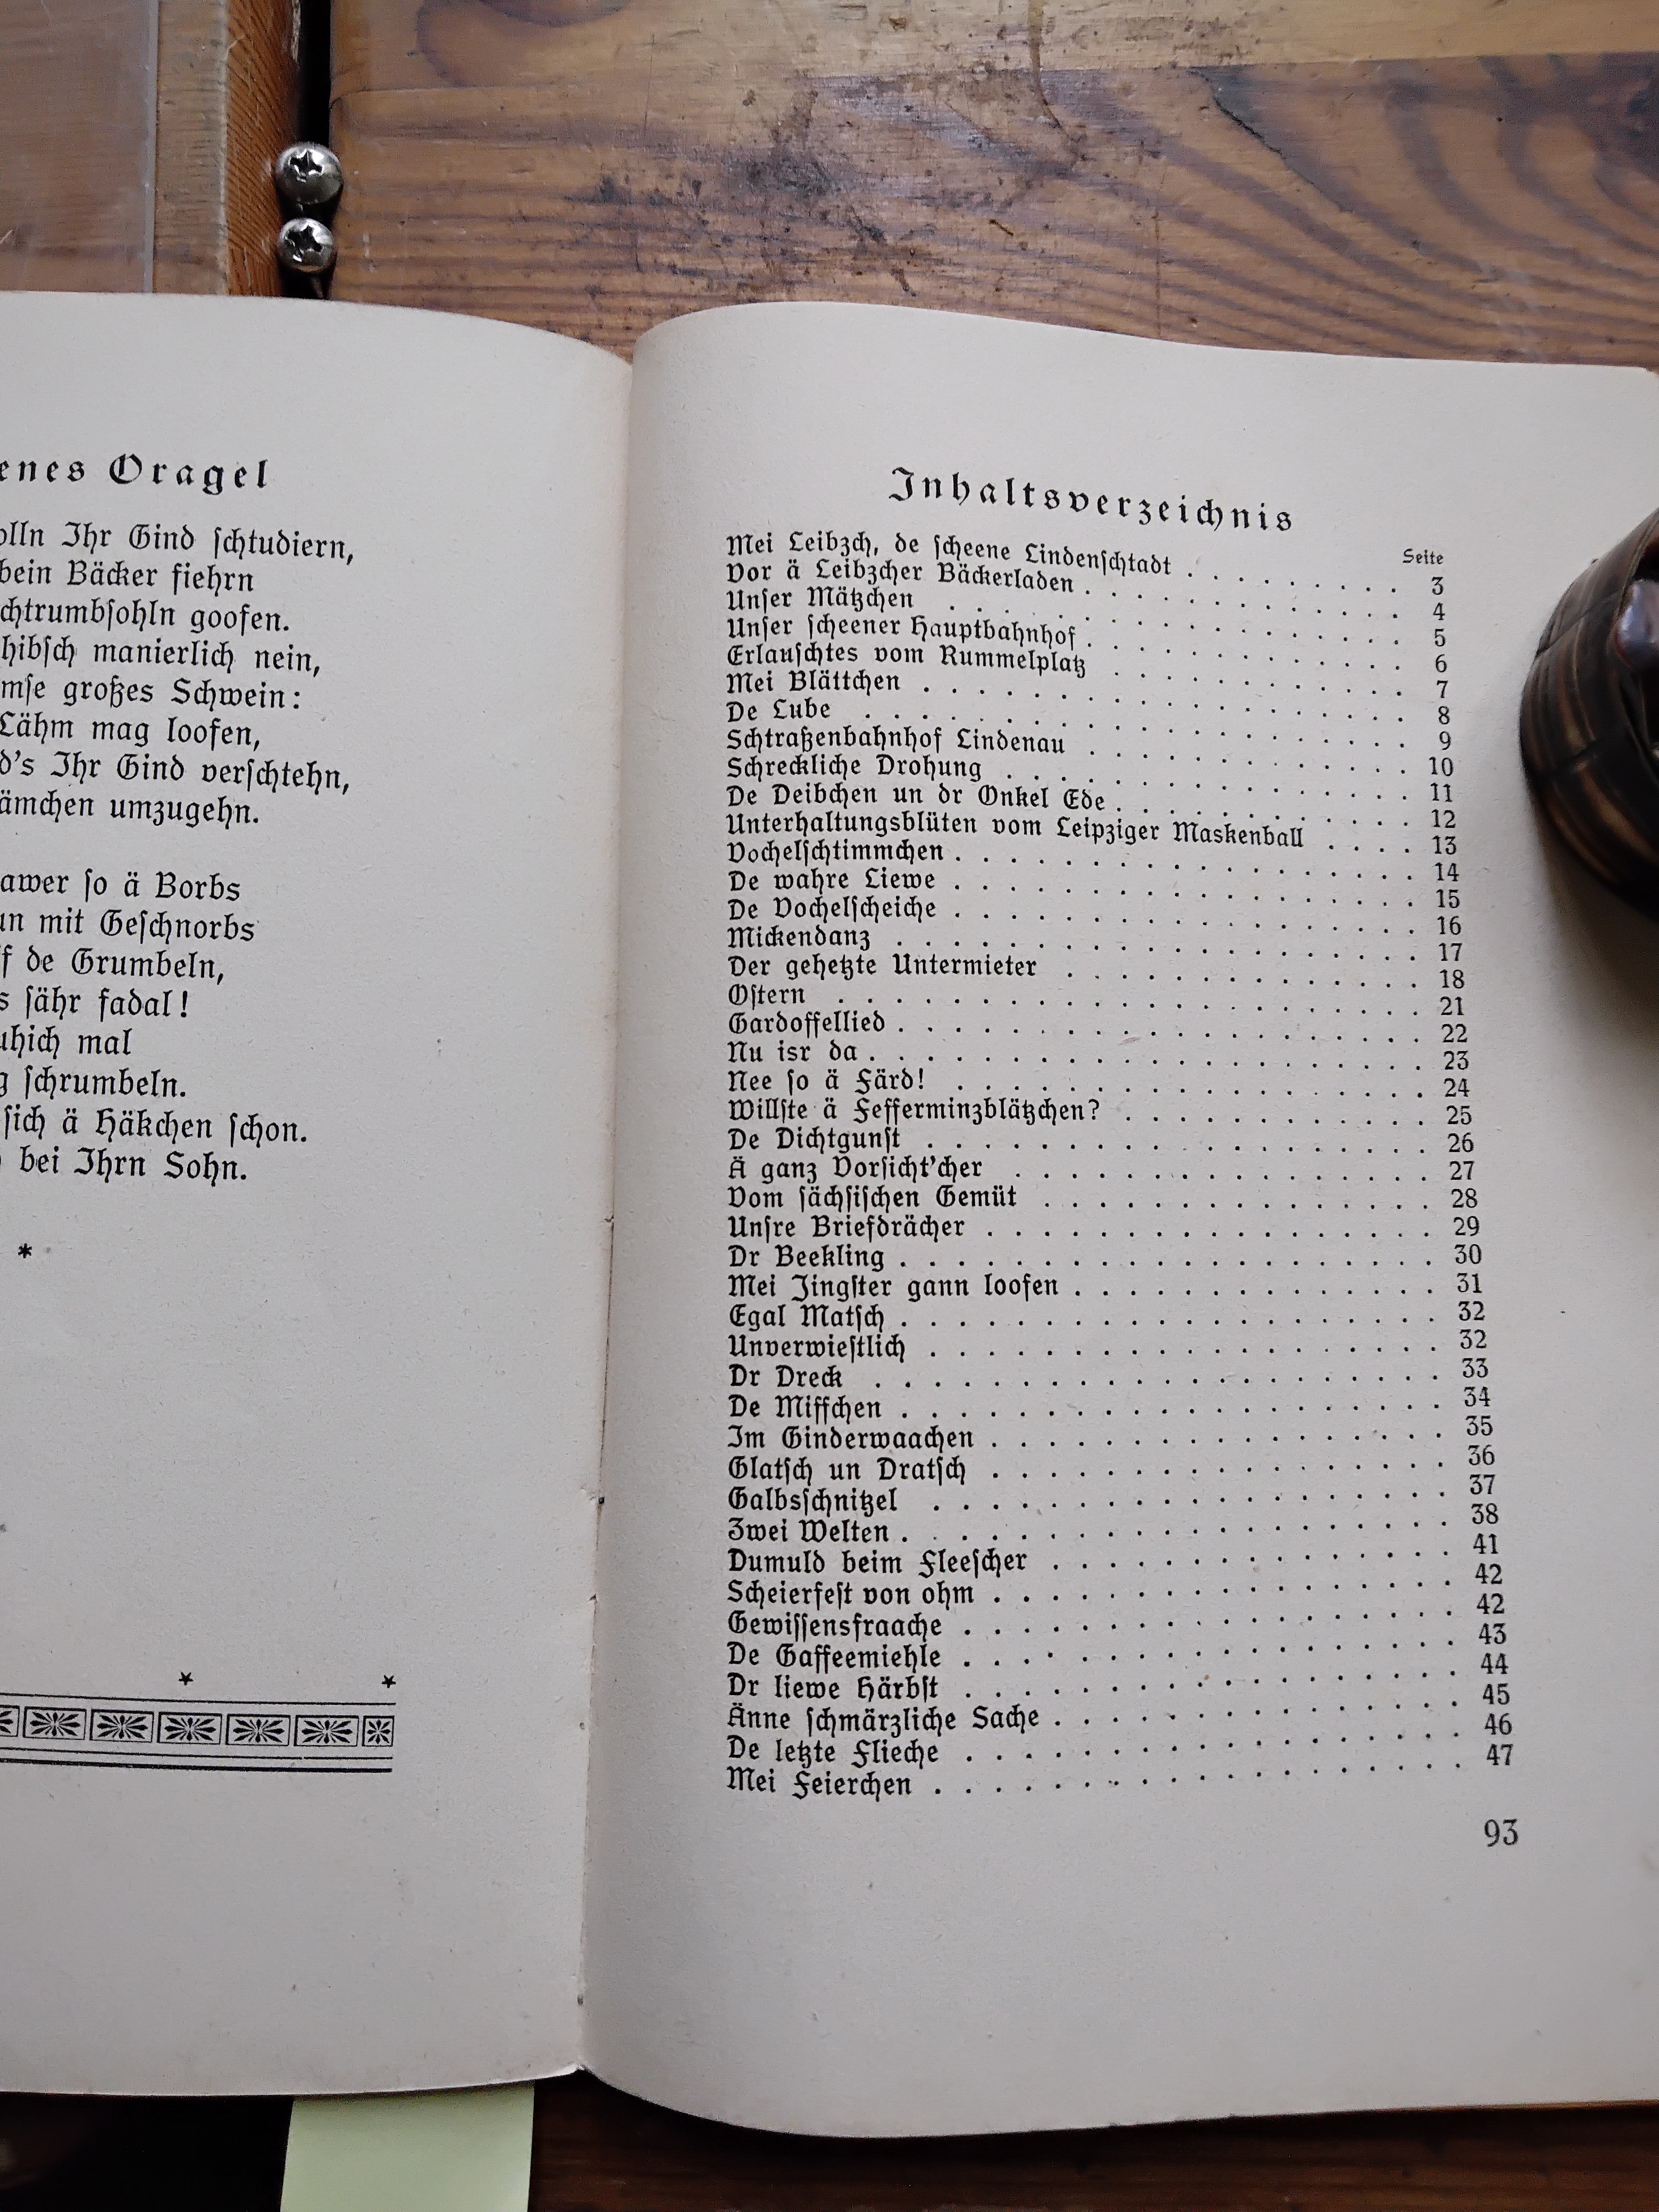 enes Oragel
olln Ihr Gind schtudiern,
bein Bäcker fiehrn
chtrumbsohln goofen.
hibsch manierlich nein,
mse großes Schwein:
Lähm mag loofen,
d's Ihr Gind verschtehn,
ämchen umzugehn.
awer so ä Borbs
un mit Geschnorbs
f de Grumbeln,
s sähr fadal!
uhich mal
g schrumbeln.
sich ä Häkchen schon.
bei Ihrn Sohn.
*
* *
Inhaltsverzeichnis
Seite
Mei Leibzch, de scheene Lindenschtadt . . . . . . . . 3
Vor ä Leibzcher Bäckerladen . . . . . . . . . . . 4
Unser Mätzchen . . . . . . . . . . . . . . . . 5
Unser scheener Hauptbahnhof . . . . . . . . . . . 6
Erlauschtes vom Rummelplatz . . . . . . . . . . . 7
Mei Blättchen . . . . . . . . . . . . . . . . . 8
De Lube . . . . . . . . . . . . . . . . . . . 9
Schtraßenbahnhof Lindenau . . . . . . . . . . . . 10
Schreckliche Drohung . . . . . . . . . . . . . . 11
De Deibchen un dr Onkel Ede . . . . . . . . . . . 12
Unterhaltungsblüten vom Leipziger Maskenball . . . . 13
Vochelschtimmchen . . . . . . . . . . . . . . . . 14
De wahre Liewe . . . . . . . . . . . . . . . . 15
De Vochelscheiche . . . . . . . . . . . . . . . . 16
Mickendanz . . . . . . . . . . . . . . . . . . 17
Der gehetzte Untermieter . . . . . . . . . . . . . 18
Ostern . . . . . . . . . . . . . . . . . . . . 21
Gardoffellied . . . . . . . . . . . . . . . . . . 22
Nu isr da . . . . . . . . . . . . . . . . . . . 23
Nee so ä Färd! . . . . . . . . . . . . . . . . 24
Willste ä Fefferminzblätzchen? . . . . . . . . . . . 25
De Dichtgunst . . . . . . . . . . . . . . . . . 26
Ä ganz Vorsicht'cher . . . . . . . . . . . . . . 27
Vom sächsischen Gemüt . . . . . . . . . . . . . 28
Unsre Briefdrächer . . . . . . . . . . . . . . . 29
Dr Beekling . . . . . . . . . . . . . . . . . . 30
Mei Jingster gann loofen . . . . . . . . . . . . . 31
Egal Matsch . . . . . . . . . . . . . . . . . . 32
Unverwiestlich . . . . . . . . . . . . . . . . . 32
Dr Dreck . . . . . . . . . . . . . . . . . . . 33
De Miffchen . . . . . . . . . . . . . . . . . . 34
Im Ginderwaachen . . . . . . . . . . . . . . . 35
Glatsch un Dratsch . . . . . . . . . . . . . . . 36
Galbsschnitzel . . . . . . . . . . . . . . . . . 37
Zwei Welten . . . . . . . . . . . . . . . . . . 38
Dumuld beim Fleescher . . . . . . . . . . . . . . 41
Scheierfest von ohm . . . . . . . . . . . . . . . 42
Gewissensfraache . . . . . . . . . . . . . . . . 42
De Gaffeemiehle . . . . . . . . . . . . . . . . 43
Dr liewe Härbst . . . . . . . . . . . . . . . . 44
Änne schmärzliche Sache . . . . . . . . . . . . . 45
De letzte Flieche . . . . . . . . . . . . . . . . 46
Mei Feierchen . . . . . . . . . . . . . . . . . 47
93